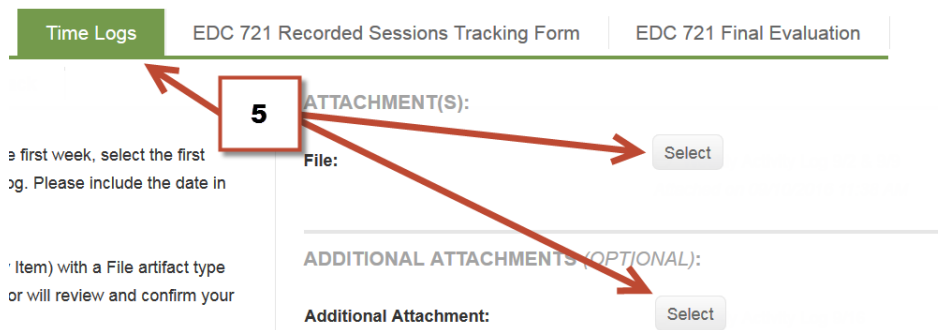 Time Logs EDC 721 Recorded Sessions Tracking Form EDC 721 Final Evaluation
5
ATTACHMENT(S):
e first week, select the first
og. Please include the date in
File: Select
ADDITIONAL ATTACHMENTS (OPTIONAL):
Item) with a File artifact type
or will review and confirm your
Additional Attachment: Select